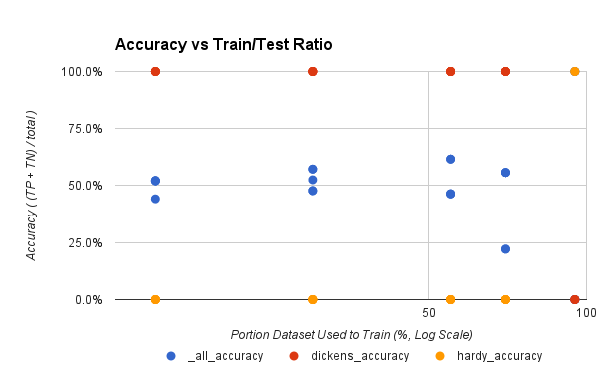 Accuracy vs Train/Test Ratio
100.0%
75.0%
50.0%
25.0%
0.0%
Accuracy ( (TP + TN) / total )
50
100
Portion Dataset Used to Train (%, Log Scale)
_all_accuracy
dickens_accuracy
hardy_accuracy